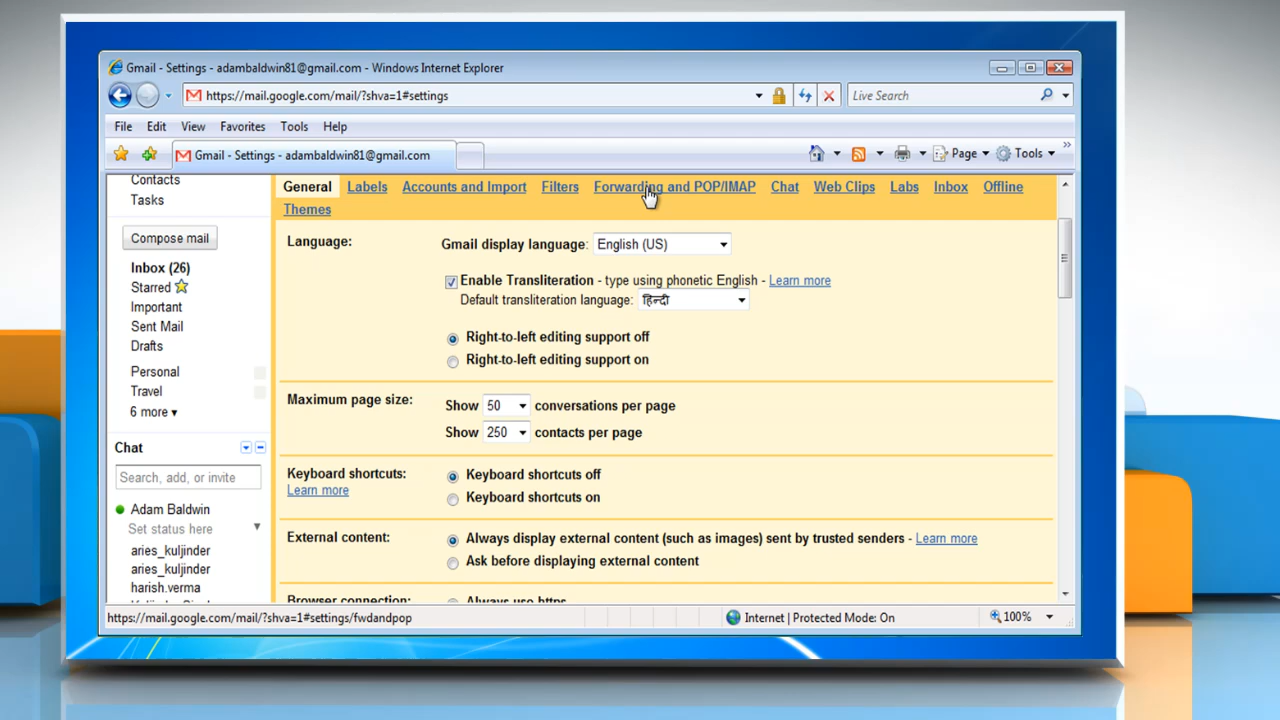 Gmail - Settings - adambaldwin81@gmail.com - Windows Internet Explorer
https://mail.google.com/mail/?shva=1#settings
Live Search
File Edit View Favorites Tools Help
Gmail - Settings - adambaldwin81@gmail.com
Page Tools
Contacts
Tasks
Compose mail
Inbox (26)
Starred
Important
Sent Mail
Drafts
Personal
Travel
6 more
Chat
Search, add, or invite
Adam Baldwin
Set status here
aries_kuljinder
aries_kuljinder
harish.verma
General Labels Accounts and Import Filters Forwarding and POP/IMAP Chat Web Clips Labs Inbox Offline
Themes
Language: Gmail display language: English (US)
Enable Transliteration - type using phonetic English - Learn more
Default transliteration language: हिन्दी
Right-to-left editing support off
Right-to-left editing support on
Maximum page size: Show 50 conversations per page
Show 250 contacts per page
Keyboard shortcuts: Keyboard shortcuts off
Learn more Keyboard shortcuts on
External content: Always display external content (such as images) sent by trusted senders - Learn more
Ask before displaying external content
Browser connection: Always use https
https://mail.google.com/mail/?shva=1#settings/fwdandpop
Internet | Protected Mode: On
100%